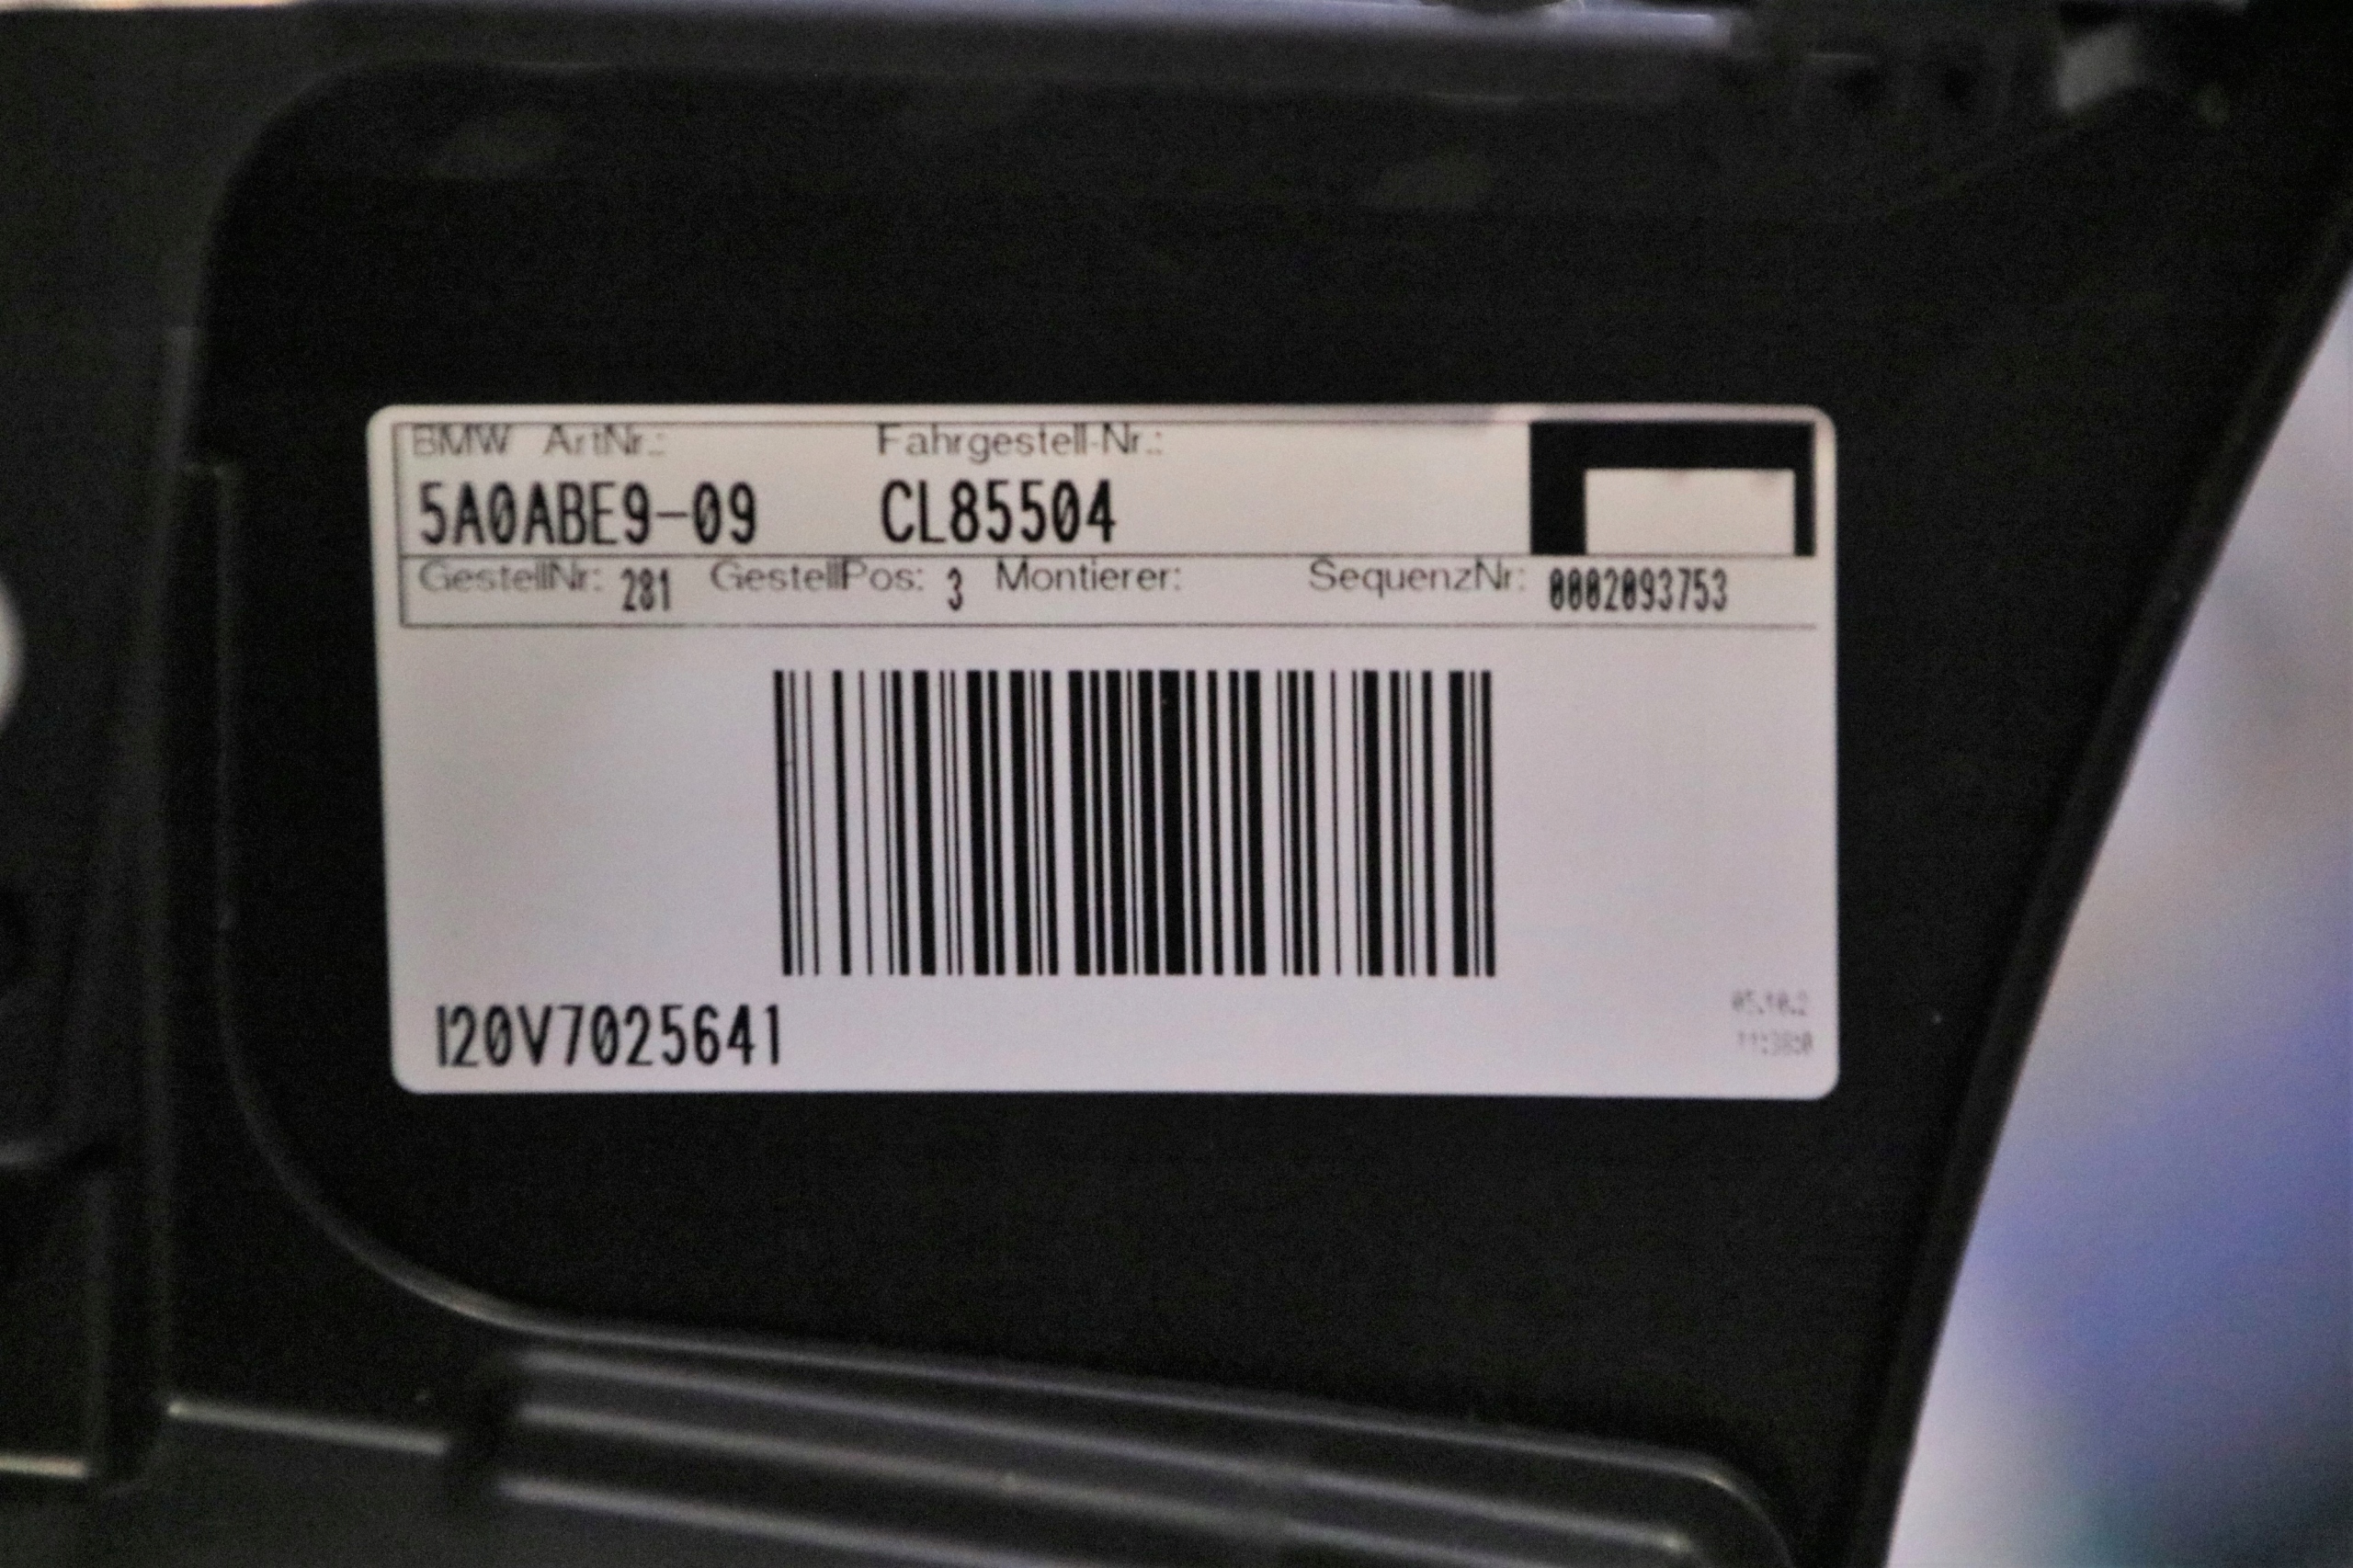 BMW ArtNr.: Fahrgestell-Nr.:
5A0ABE9-09 CL85504
GestellNr: 281 GestellPos: 3 Montierer: SequenzNr: 0002093753
I20V7025641